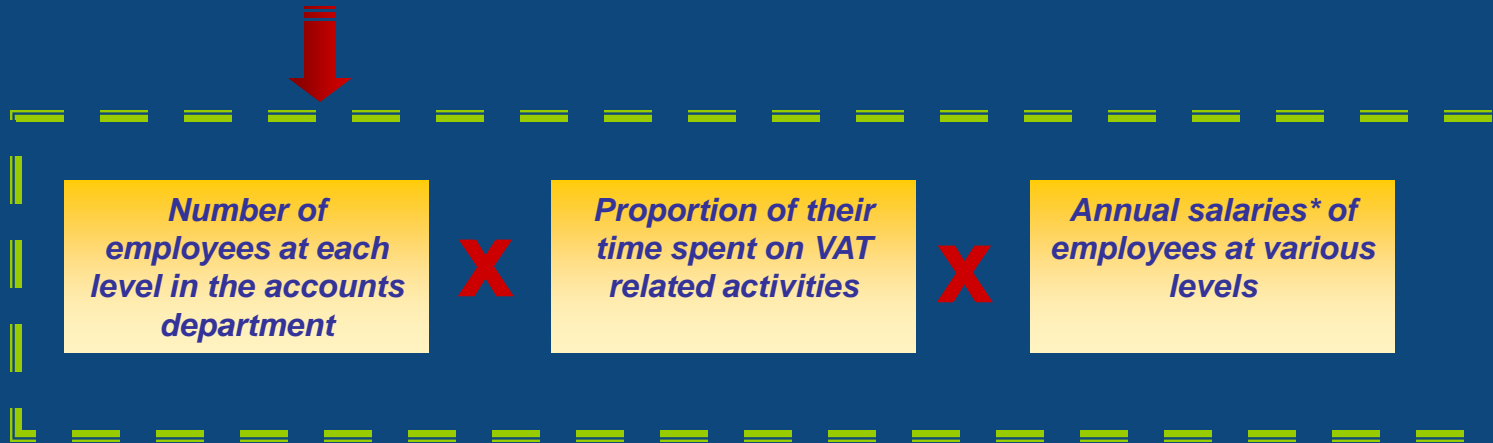 Number of
employees at each
level in the accounts
department
X
Proportion of their
time spent on VAT
related activities
X
Annual salaries* of
employees at various
levels